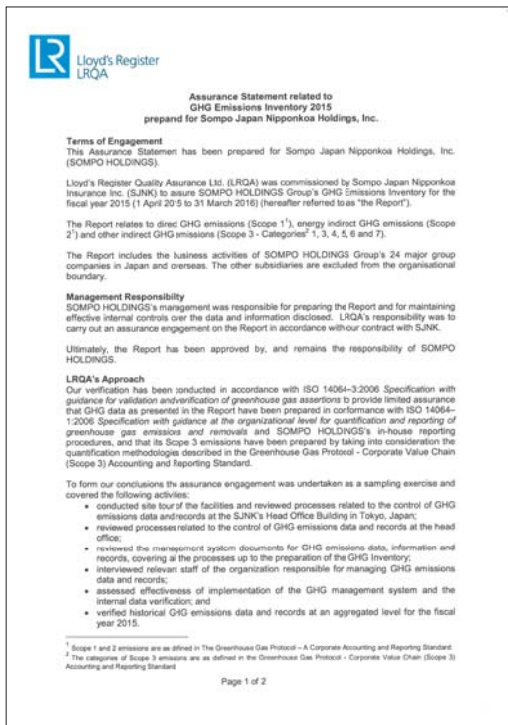 LR
Lloyd's Register
LRQA
Assurance Statement related to
GHG Emissions Inventory 2015
prepand for Sompo Japan Nipponkoa Holdings, Inc.
Terms of Engagement
This Assurance Statemen has been prepared for Sompo Japan Nipponkoa Holdings, Inc.
(SOMPO HOLDINGS).
Lloyd's Register Quality Assurance Ltd. (LRQA) was commissioned by Sompo Japan Nipponkoa
Insurance Inc. (SJNK) to assure SOMPO HOLDINGS Group's GHG Emissions Inventory for the
fiscal year 2015 (1 April 2015 to 31 March 2016) (hereafter referred to as "the Report").
The Report relates to direc GHG emissions (Scope 1¹), energy indirect GHG emissions (Scope
2¹) and other indirect GHG emissions (Scope 3 - Categories² 1, 3, 4, 5, 6 and 7).
The Report includes the business activities of SOMPO HOLDINGS Group's 24 major group
companies in Japan and overseas. The other subsidiaries are excluded from the organisational
boundary.
Management Responsibilty
SOMPO HOLDINGS's management was responsible for preparing the Report and for maintaining
effective internal controls over the data and information disclosed. LRQA's responsibility was to
carry out an assurance engagement on the Report in accordance with our contract with SJNK.
Ultimately, the Report has been approved by, and remains the responsibility of SOMPO
HOLDINGS.
LRQA's Approach
Our verification has been conducted in accordance with ISO 14064–3:2006 Specification with
guidance for validation and verification of greenhouse gas assertions to provide limited assurance
that GHG data as presented in the Report have been prepared in conformance with ISO 14064–
1:2006 Specification with guidance at the organizational level for quantification and reporting of
greenhouse gas emissions and removals and SOMPO HOLDINGS's in-house reporting
procedures, and that its Scope 3 emissions have been prepared by taking into consideration the
quantification methodologies described in the Greenhouse Gas Protocol - Corporate Value Chain
(Scope 3) Accounting and Reporting Standard.
To form our conclusions the assurance engagement was undertaken as a sampling exercise and
covered the following activities:
• conducted site tour of the facilities and reviewed processes related to the control of GHG
emissions data and records at the SJNK's Head Office Building in Tokyo, Japan;
• reviewed processes related to the control of GHG emissions data and records at the head
office;
• reviewed the management system documents for GHG emissions data, information and
records, covering al the processes up to the preparation of the GHG Inventory;
• interviewed relevan staff of the organization responsible for managing GHG emissions
data and records;
• assessed effectiveness of implementation of the GHG management system and the
internal data verification; and
• verified historical GHG emissions data and records at an aggregated level for the fiscal
year 2015.
¹ Scope 1 and 2 emissions are as defined in The Greenhouse Gas Protocol – A Corporate Accounting and Reporting Standard.
² The categories of Scope 3 emissions are as defined in the Greenhouse Gas Protocol - Corporate Value Chain (Scope 3)
Accounting and Reporting Standard
Page 1 of 2